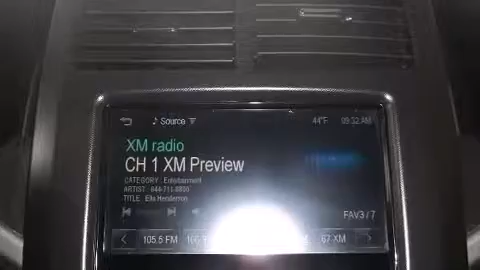 Source 44°F 09:32 AM
XM radio
CH 1 XM Preview
CATEGORY: Entertainment
ARTIST: 844-711-8800
TITLE: Ella Henderson
FAV3 / 7
105.5 FM 67 XM